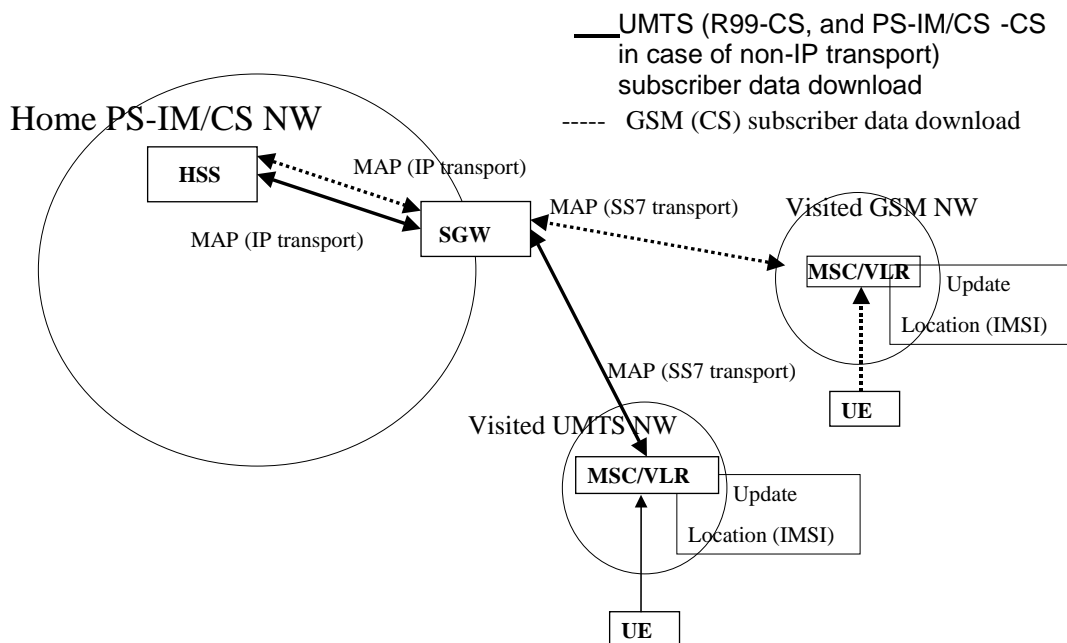 UMTS (R99-CS, and PS-IM/CS -CS
in case of non-IP transport)
subscriber data download
----- GSM (CS) subscriber data download
Home PS-IM/CS NW
HSS
MAP (IP transport)
MAP (IP transport)
SGW
MAP (SS7 transport)
Visited GSM NW
MSC/VLR
Update
Location (IMSI)
UE
MAP (SS7 transport)
Visited UMTS NW
MSC/VLR
Update
Location (IMSI)
UE